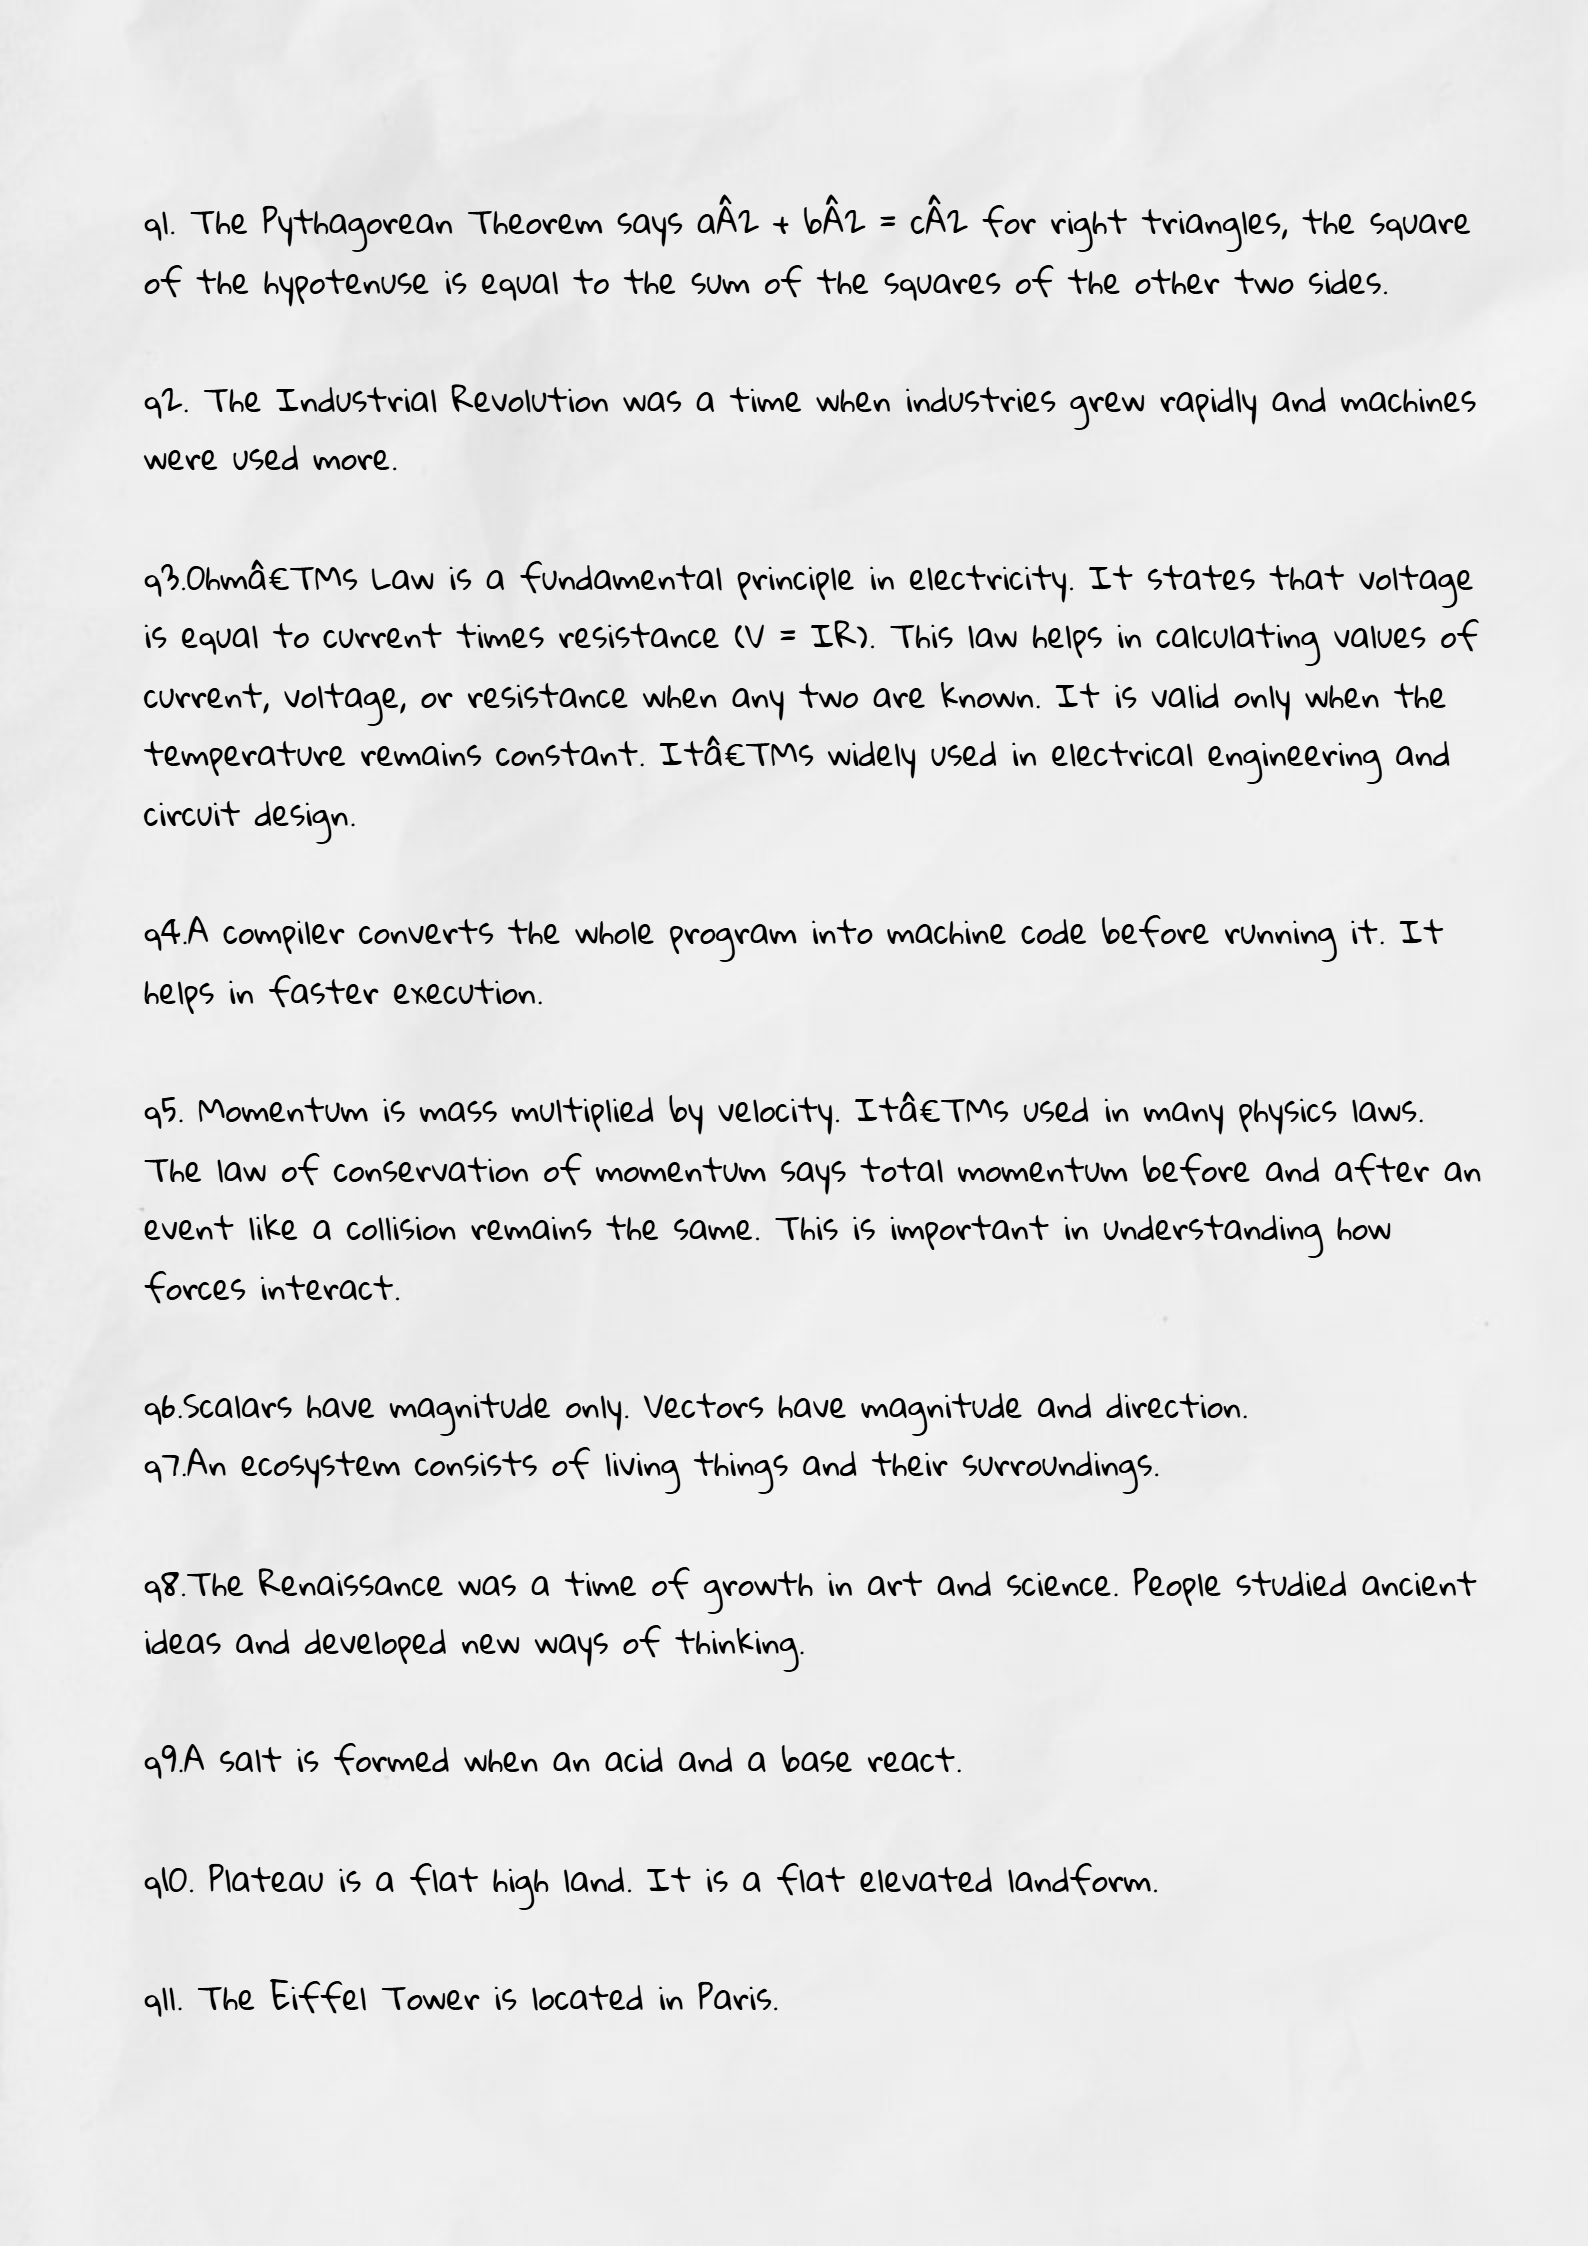 q1. The Pythagorean Theorem says aÂ2 + bÂ2 = cÂ2 for right triangles, the square
of the hypotenuse is equal to the sum of the squares of the other two sides.
q2. The Industrial Revolution was a time when industries grew rapidly and machines
were used more.
q3.Ohmâ€TMs Law is a fundamental principle in electricity. It states that voltage
is equal to current times resistance (V = IR). This law helps in calculating values of
current, voltage, or resistance when any two are known. It is valid only when the
temperature remains constant. Itâ€TMs widely used in electrical engineering and
circuit design.
q4.A compiler converts the whole program into machine code before running it. It
helps in faster execution.
q5. Momentum is mass multiplied by velocity. Itâ€TMs used in many physics laws.
The law of conservation of momentum says total momentum before and after an
event like a collision remains the same. This is important in understanding how
forces interact.
q6.Scalars have magnitude only. Vectors have magnitude and direction.
q7.An ecosystem consists of living things and their surroundings.
q8.The Renaissance was a time of growth in art and science. People studied ancient
ideas and developed new ways of thinking.
q9.A salt is formed when an acid and a base react.
q10. Plateau is a flat high land. It is a flat elevated landform.
q11. The Eiffel Tower is located in Paris.